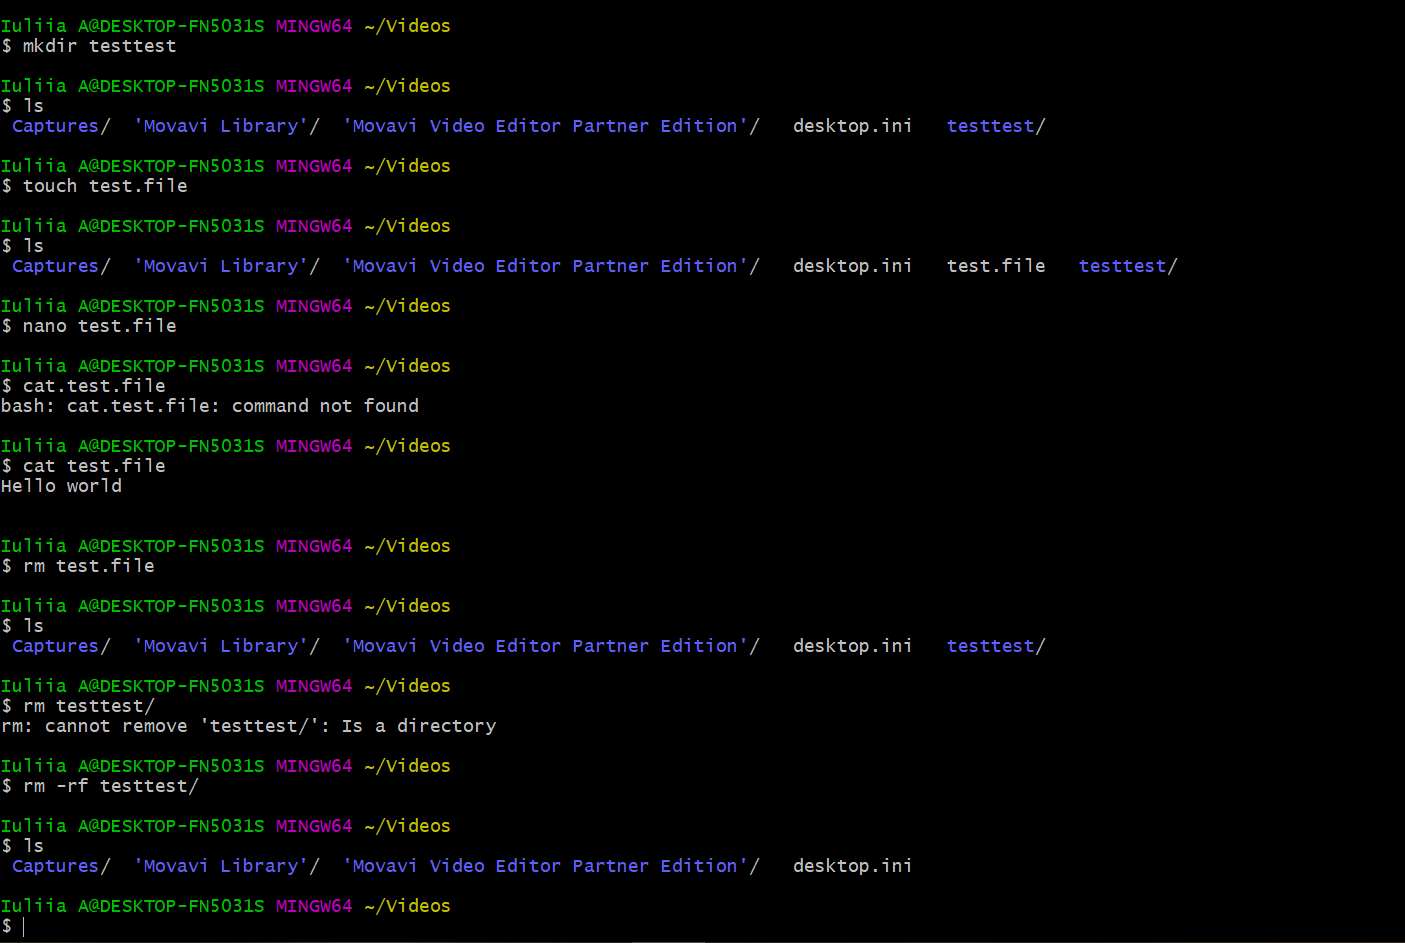 Iuliia A@DESKTOP-FN5031S MINGW64 ~/Videos
$ mkdir testtest
Iuliia A@DESKTOP-FN5031S MINGW64 ~/Videos
$ ls
Captures/  'Movavi Library'/  'Movavi Video Editor Partner Edition'/   desktop.ini   testtest/
Iuliia A@DESKTOP-FN5031S MINGW64 ~/Videos
$ touch test.file
Iuliia A@DESKTOP-FN5031S MINGW64 ~/Videos
$ ls
Captures/  'Movavi Library'/  'Movavi Video Editor Partner Edition'/   desktop.ini   test.file   testtest/
Iuliia A@DESKTOP-FN5031S MINGW64 ~/Videos
$ nano test.file
Iuliia A@DESKTOP-FN5031S MINGW64 ~/Videos
$ cat.test.file
bash: cat.test.file: command not found
Iuliia A@DESKTOP-FN5031S MINGW64 ~/Videos
$ cat test.file
Hello world
Iuliia A@DESKTOP-FN5031S MINGW64 ~/Videos
$ rm test.file
Iuliia A@DESKTOP-FN5031S MINGW64 ~/Videos
$ ls
Captures/  'Movavi Library'/  'Movavi Video Editor Partner Edition'/   desktop.ini   testtest/
Iuliia A@DESKTOP-FN5031S MINGW64 ~/Videos
$ rm testtest/
rm: cannot remove 'testtest/': Is a directory
Iuliia A@DESKTOP-FN5031S MINGW64 ~/Videos
$ rm -rf testtest/
Iuliia A@DESKTOP-FN5031S MINGW64 ~/Videos
$ ls
Captures/  'Movavi Library'/  'Movavi Video Editor Partner Edition'/   desktop.ini
Iuliia A@DESKTOP-FN5031S MINGW64 ~/Videos
$